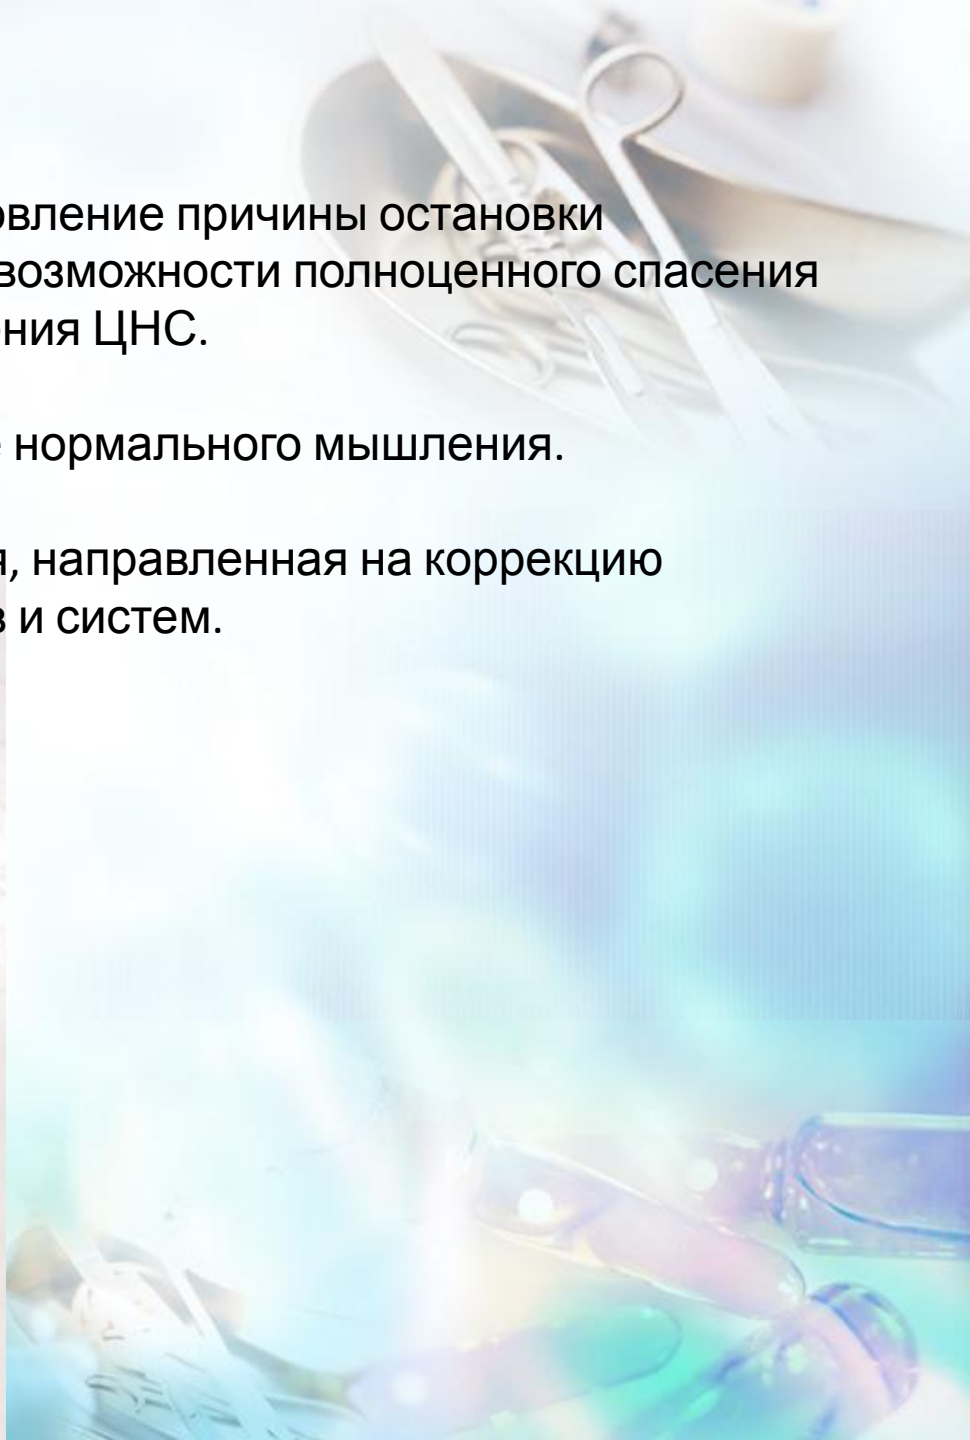 овление причины остановки
возможности полноценного спасения
ния ЦНС.
нормального мышления.
я, направленная на коррекцию
в и систем.